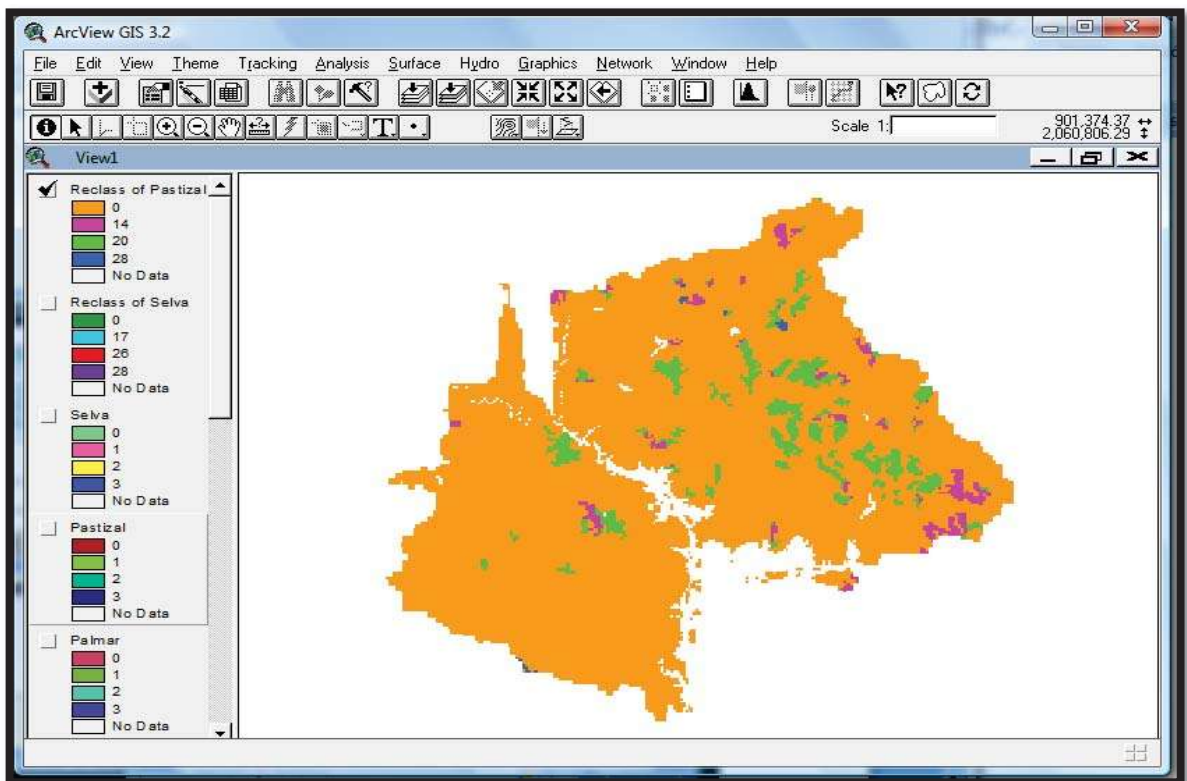 ArcView GIS 3.2
File Edit View Theme Tracking Analysis Surface Hydro Graphics Network Window Help
Scale 1:
901,374.37
2,060,806.29
View1
Reclass of Pastizal
0
14
20
28
No Data
Reclass of Selva
0
17
26
28
No Data
Selva
0
1
2
3
No Data
Pastizal
0
1
2
3
No Data
Palmar
0
1
2
3
No Data